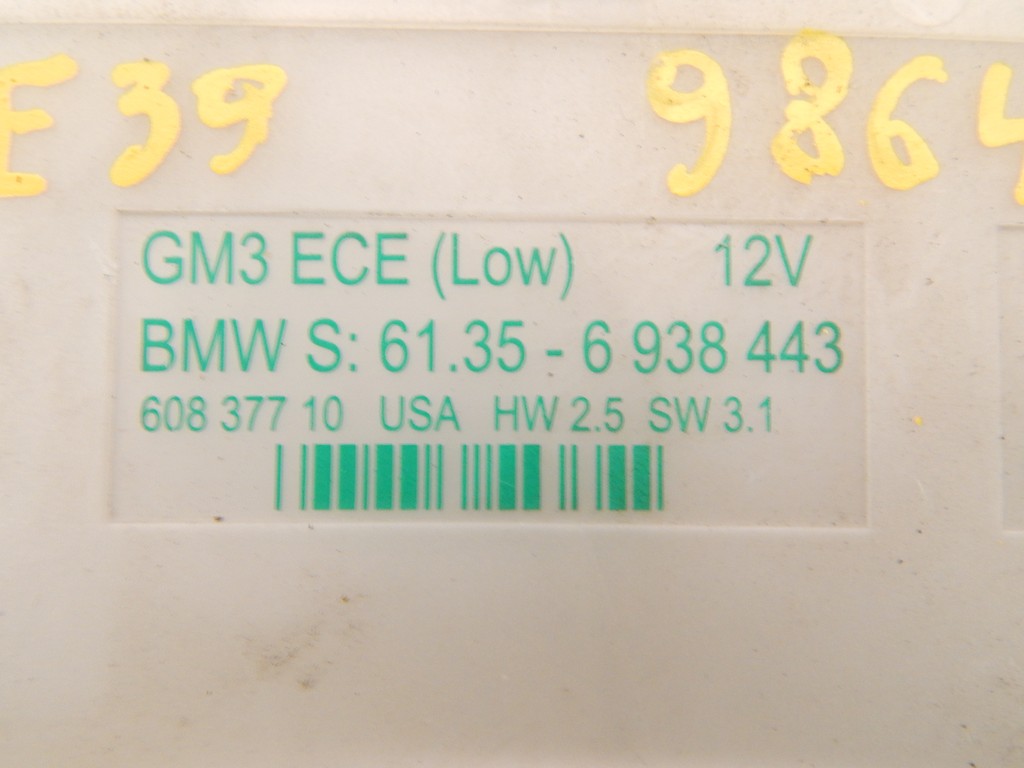 E39 9864
GM3 ECE (Low) 12V
BMW S: 61.35 - 6 938 443
608 377 10 USA HW 2.5 SW 3.1